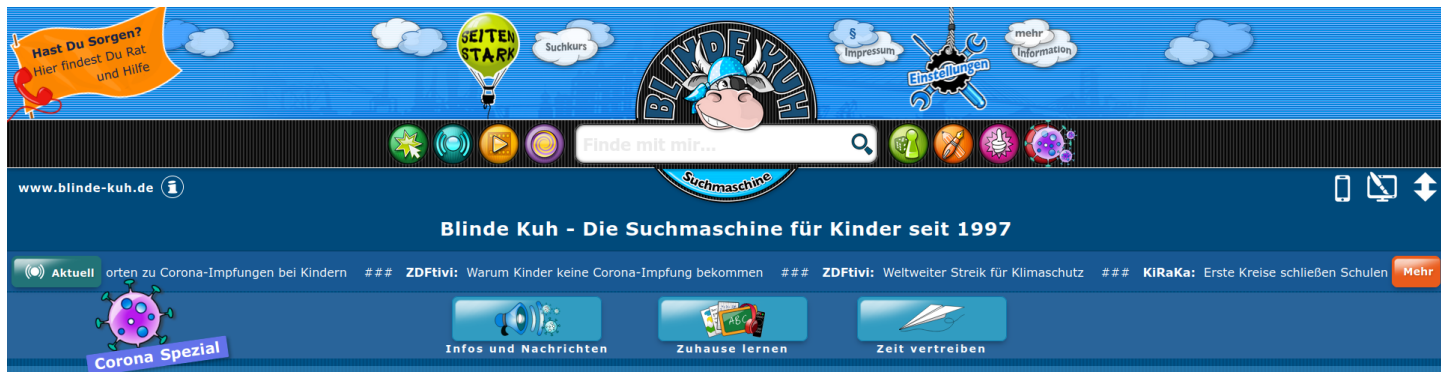 Hast Du Sorgen?
Hier findest Du Rat
und Hilfe
SEITEN
STARK
Suchkurs
BLINDE KUH
§
Impressum
Einstellungen
mehr
Information
Finde mit mir...
Suchmaschine
www.blinde-kuh.de
Blinde Kuh - Die Suchmaschine für Kinder seit 1997
Aktuell orten zu Corona-Impfungen bei Kindern ### ZDFtivi: Warum Kinder keine Corona-Impfung bekommen ### ZDFtivi: Weltweiter Streik für Klimaschutz ### KiRaKa: Erste Kreise schließen Schulen Mehr
ABC
Corona Spezial
Infos und Nachrichten
Zuhause lernen
Zeit vertreiben